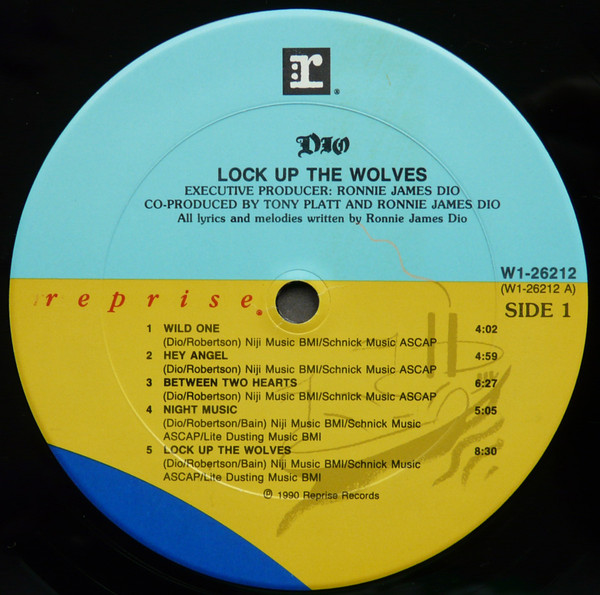 r®
DIO
LOCK UP THE WOLVES
EXECUTIVE PRODUCER: RONNIE JAMES DIO
CO-PRODUCED BY TONY PLATT AND RONNIE JAMES DIO
All lyrics and melodies written by Ronnie James Dio
W1-26212
(W1-26212 A)
reprise®
SIDE 1
1 WILD ONE 4:02
(Dio/Robertson) Niji Music BMI/Schnick Music ASCAP
2 HEY ANGEL 4:59
(Dio/Robertson) Niji Music BMI/Schnick Music ASCAP
3 BETWEEN TWO HEARTS 6:27
(Dio/Robertson) Niji Music BMI/Schnick Music ASCAP
4 NIGHT MUSIC 5:05
(Dio/Robertson/Bain) Niji Music BMI/Schnick Music
ASCAP/Lite Dusting Music BMI
5 LOCK UP THE WOLVES 8:30
(Dio/Robertson/Bain) Niji Music BMI/Schnick Music
ASCAP/Lite Dusting Music BMI
℗ 1990 Reprise Records